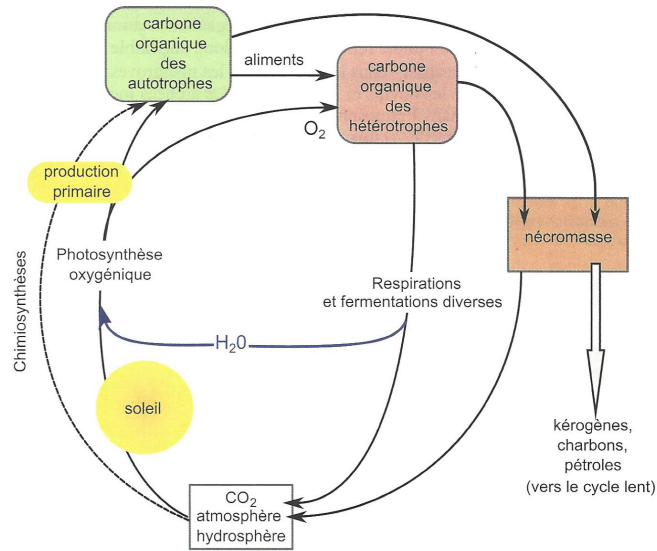 carbone
organique
des
autotrophes
aliments
carbone
organique
des
hétérotrophes
O₂
production
primaire
nécromasse
Photosynthèse
oxygénique
Respirations
et fermentations diverses
Chimiosynthèses
H₂0
soleil
kérogènes,
charbons,
pétroles
(vers le cycle lent)
CO₂
atmosphère
hydrosphère